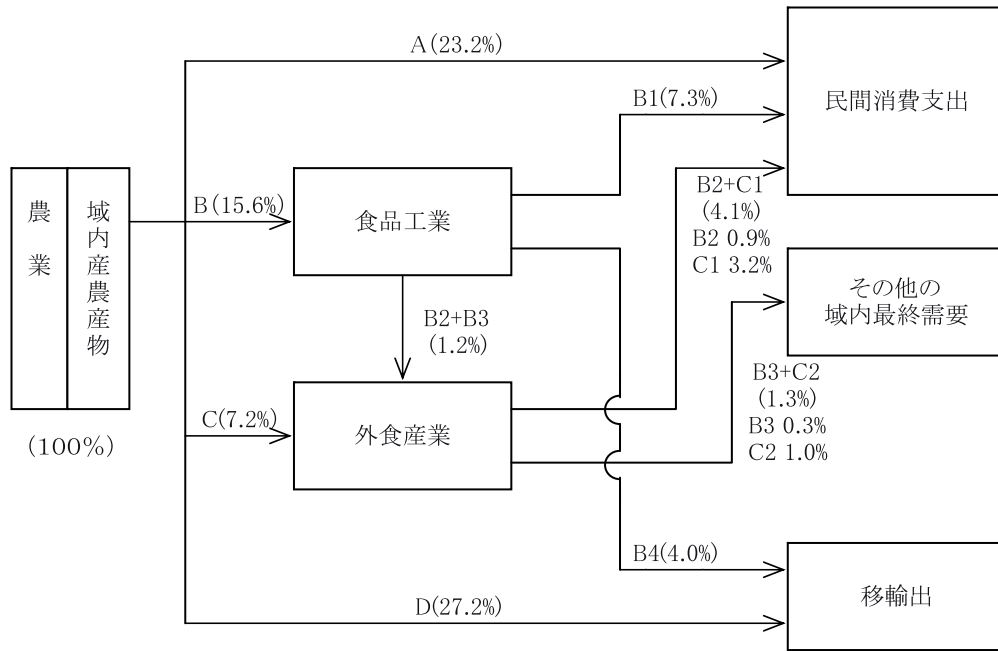 A(23.2%)
民間消費支出
B1(7.3%)
農業
域内産農産物
(100%)
B(15.6%)
食品工業
B2+C1
(4.1%)
B2 0.9%
C1 3.2%
その他の
域内最終需要
B2+B3
(1.2%)
B3+C2
(1.3%)
B3 0.3%
C2 1.0%
C(7.2%)
外食産業
B4(4.0%)
移輸出
D(27.2%)